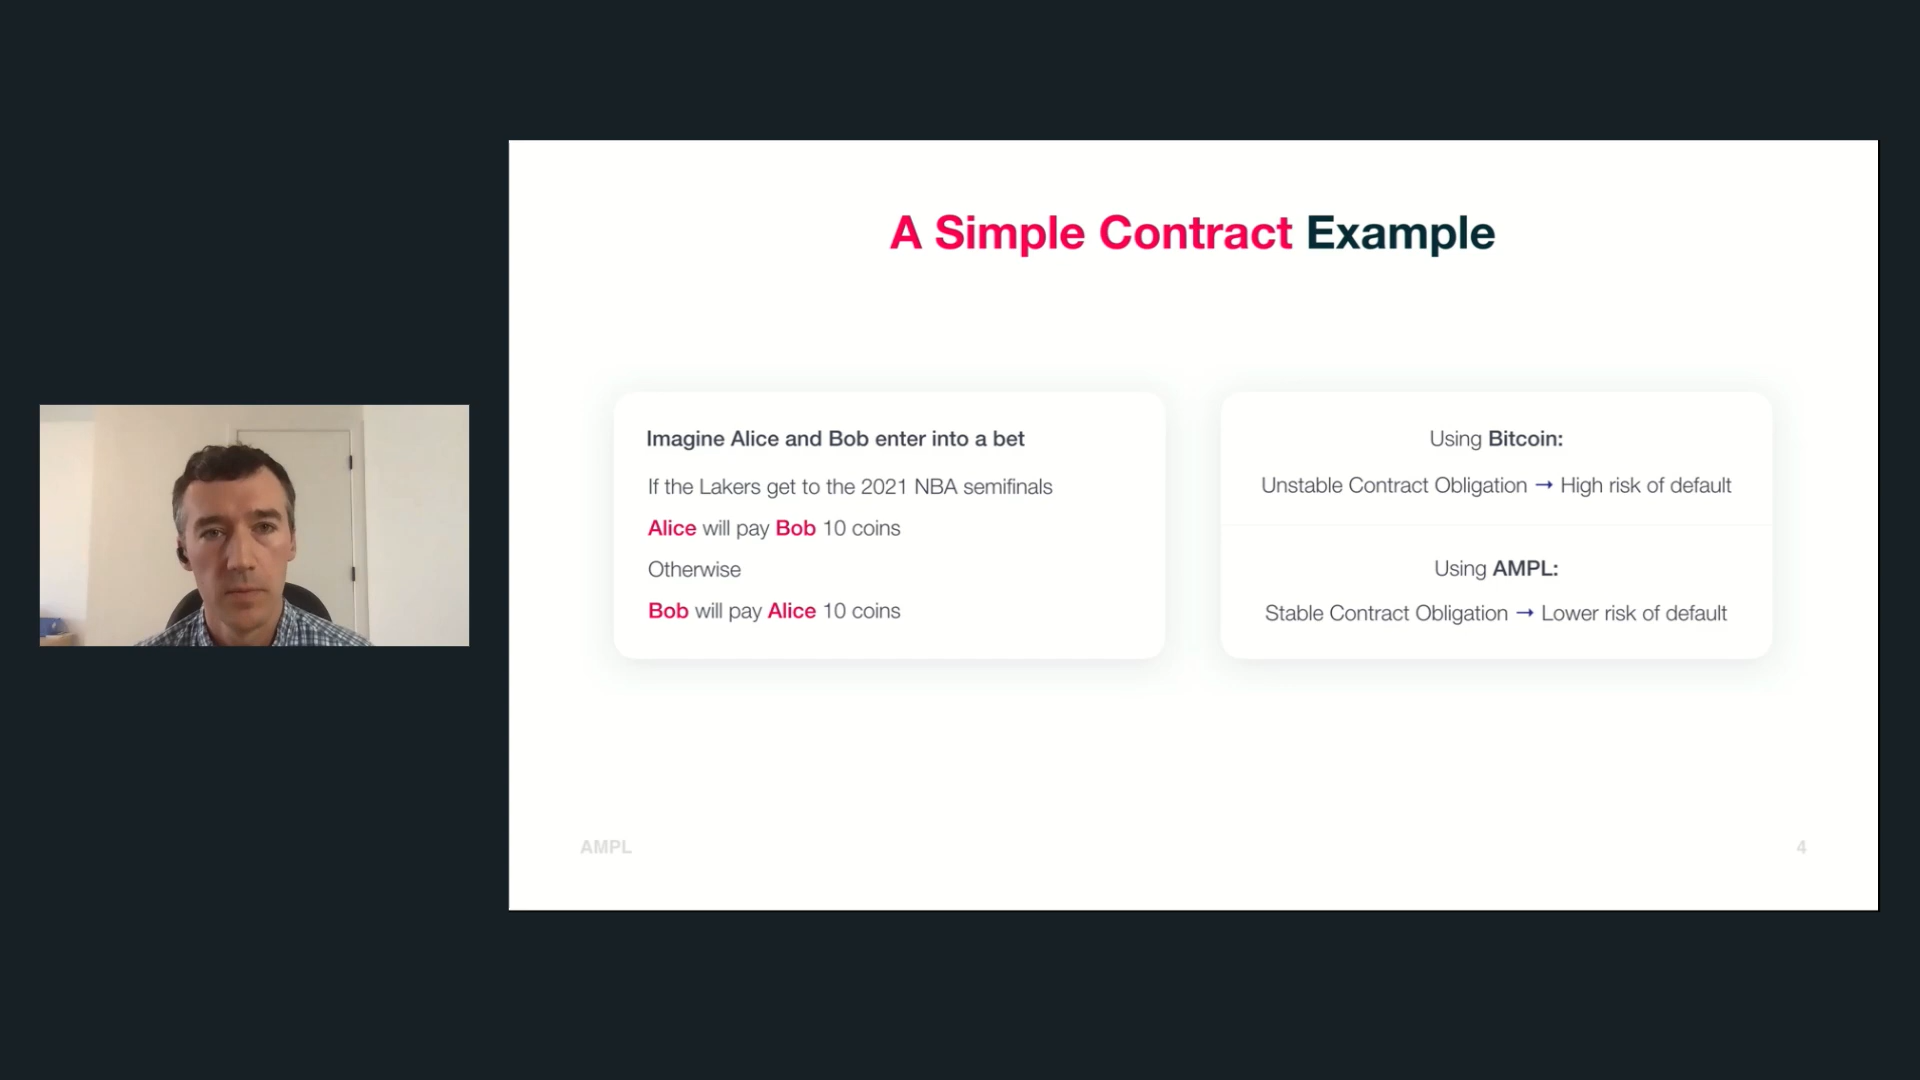 A Simple Contract Example
Imagine Alice and Bob enter into a bet
If the Lakers get to the 2021 NBA semifinals
Alice will pay Bob 10 coins
Otherwise
Bob will pay Alice 10 coins
Using Bitcoin:
Unstable Contract Obligation → High risk of default
Using AMPL:
Stable Contract Obligation → Lower risk of default
AMPL
4